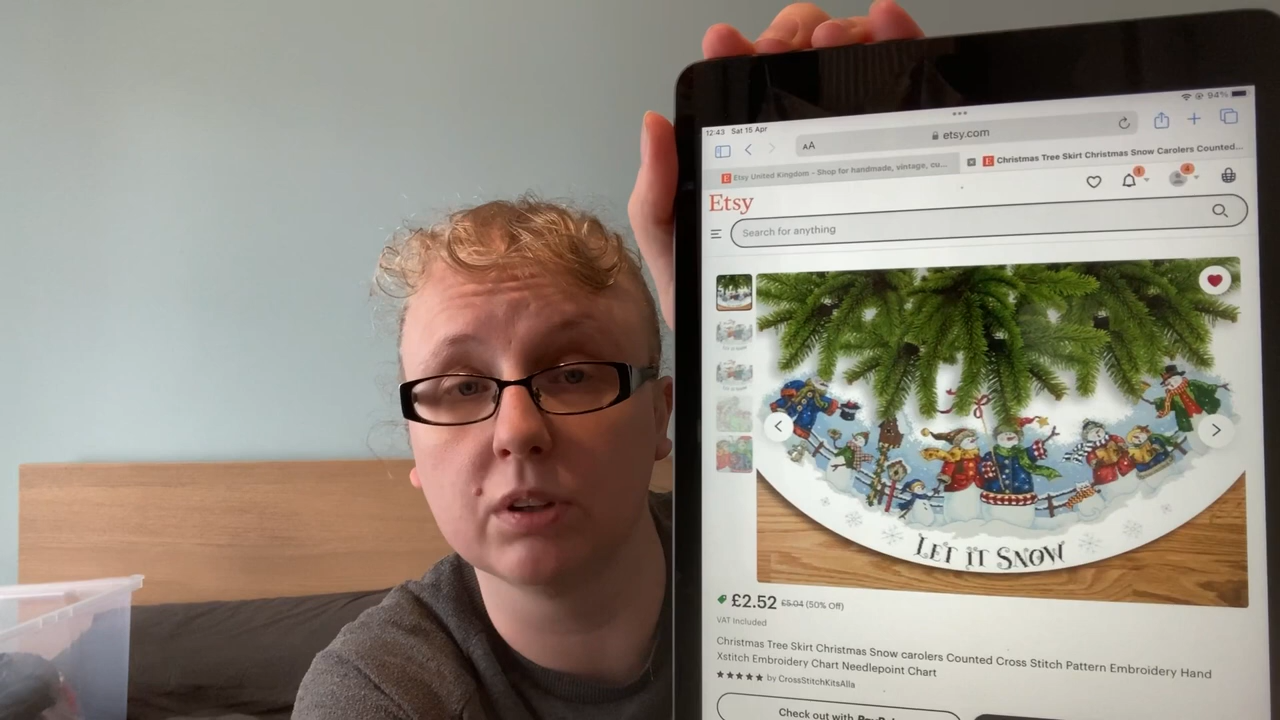 12:43 Sat 15 Apr
94%
AA
etsy.com
Etsy United Kingdom - Shop for handmade, vintage, cu...
Christmas Tree Skirt Christmas Snow Carolers Counted...
Etsy
1
4
Search for anything
LET IT SNOW
£2.52 £5.04 (50% Off)
VAT Included
Christmas Tree Skirt Christmas Snow carolers Counted Cross Stitch Pattern Embroidery Hand
Xstitch Embroidery Chart Needlepoint Chart
by CrossStitchKitsAlla
Check out with